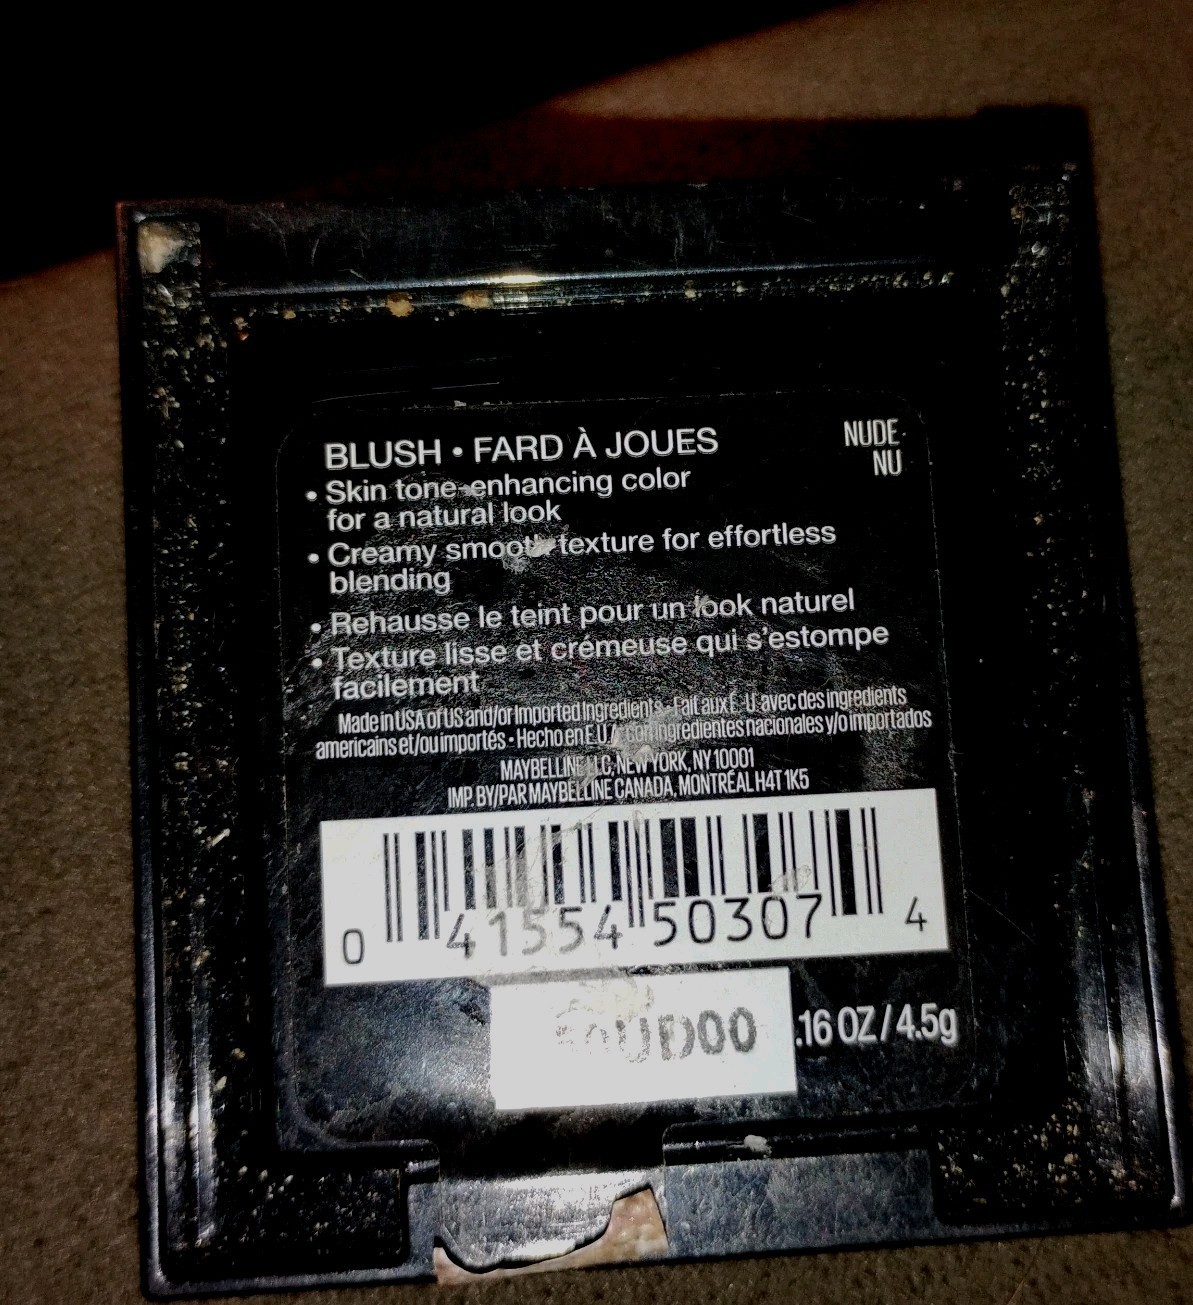 BLUSH • FARD À JOUES
NUDE
NU
• Skin tone-enhancing color
for a natural look
• Creamy smooth texture for effortless
blending
• Rehausse le teint pour un look naturel
• Texture lisse et crémeuse qui s'estompe
facilement
Made in USA of US and/or Imported Ingredients • Fait aux É.-U. avec des ingrédients
américains et/ou importés • Hecho en E.U.A. con ingredientes nacionales y/o importados
MAYBELLINE LLC, NEW YORK, NY 10001
IMP. BY/PAR MAYBELLINE CANADA, MONTRÉAL H4T 1K5
0 41554 50307 4
.16 OZ / 4.5g